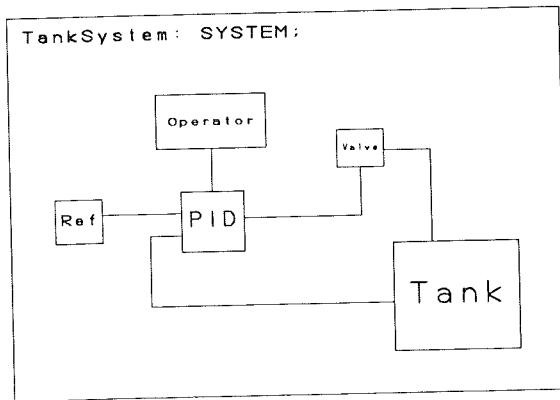 TankSystem: SYSTEM;
Operator
Valve
Ref
PID
Tank